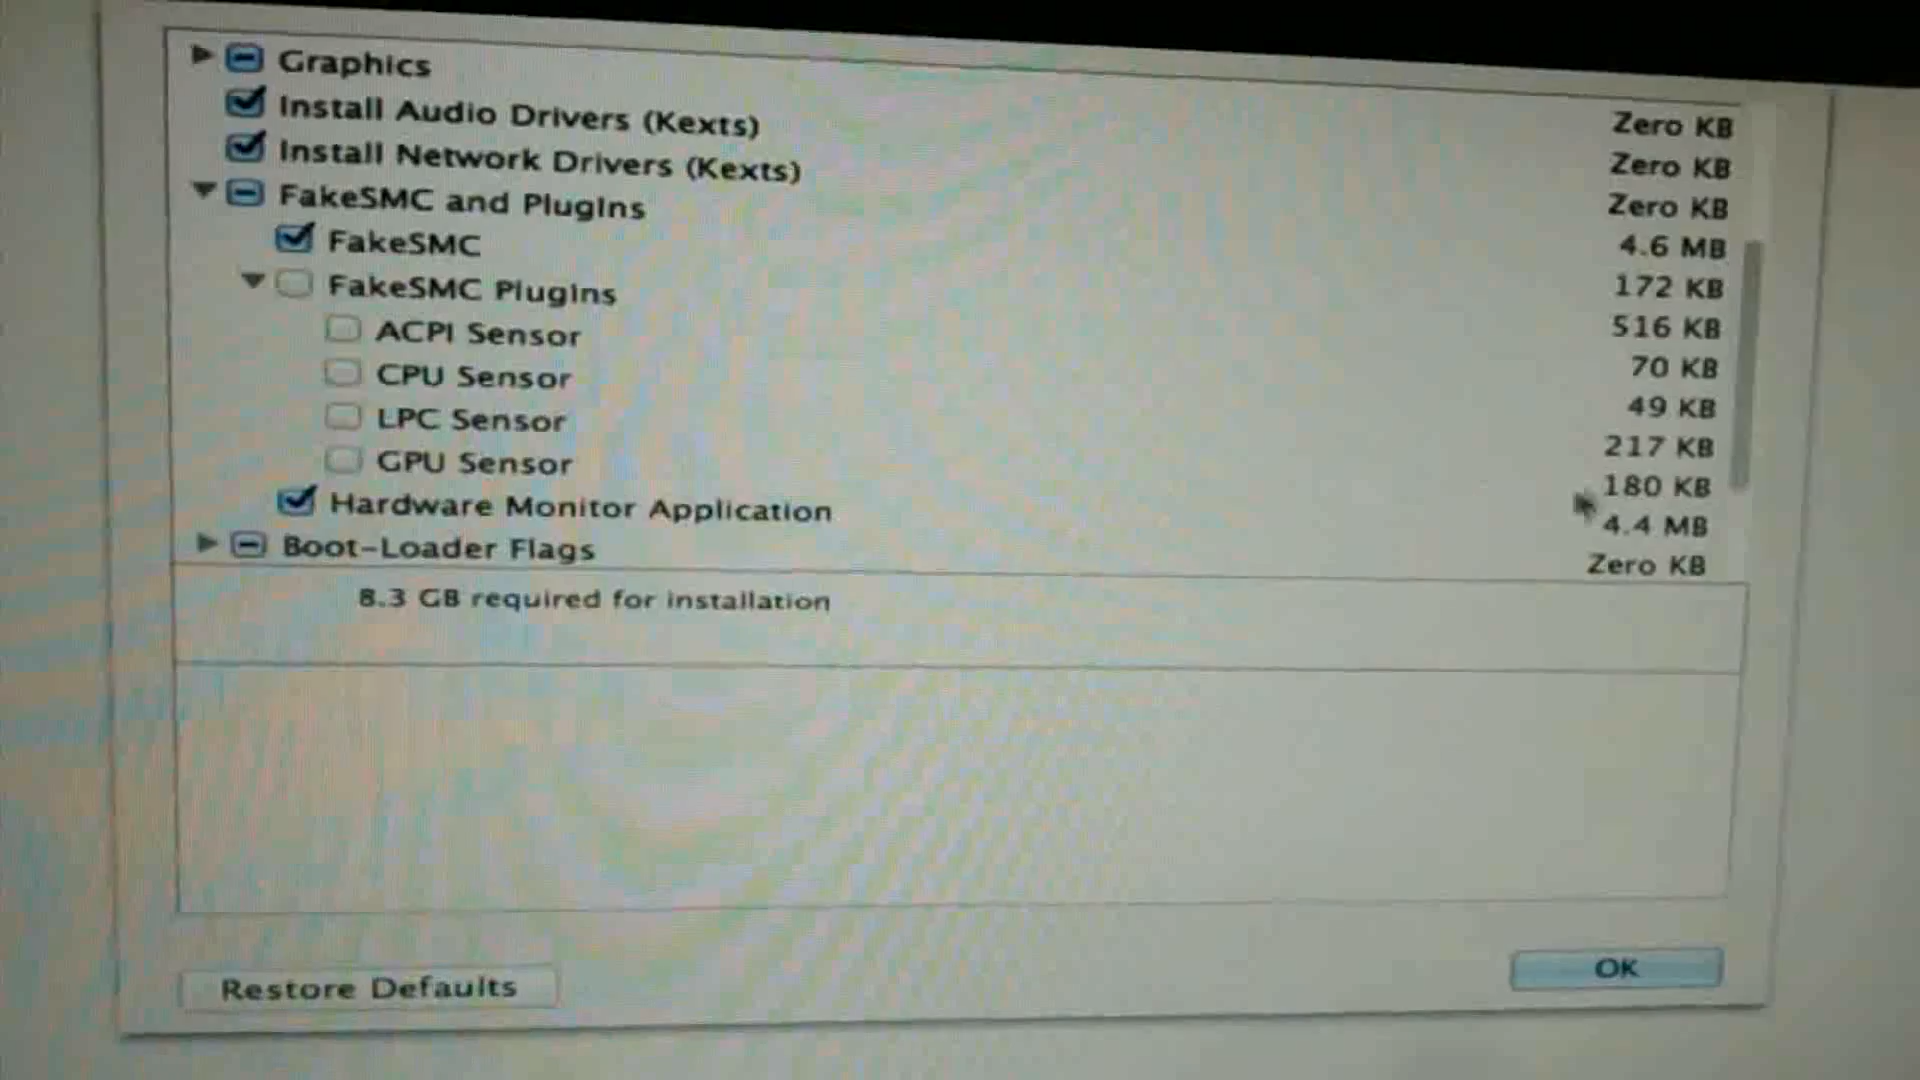 Graphics Zero KB
Install Audio Drivers (Kexts) Zero KB
Install Network Drivers (Kexts) Zero KB
FakeSMC and PlugIns 4.6 MB
FakeSMC 172 KB
FakeSMC PlugIns 516 KB
ACPI Sensor 70 KB
CPU Sensor 49 KB
LPC Sensor 217 KB
GPU Sensor 180 KB
Hardware Monitor Application 4.4 MB
Boot-Loader Flags Zero KB
8.3 GB required for installation
Restore Defaults OK